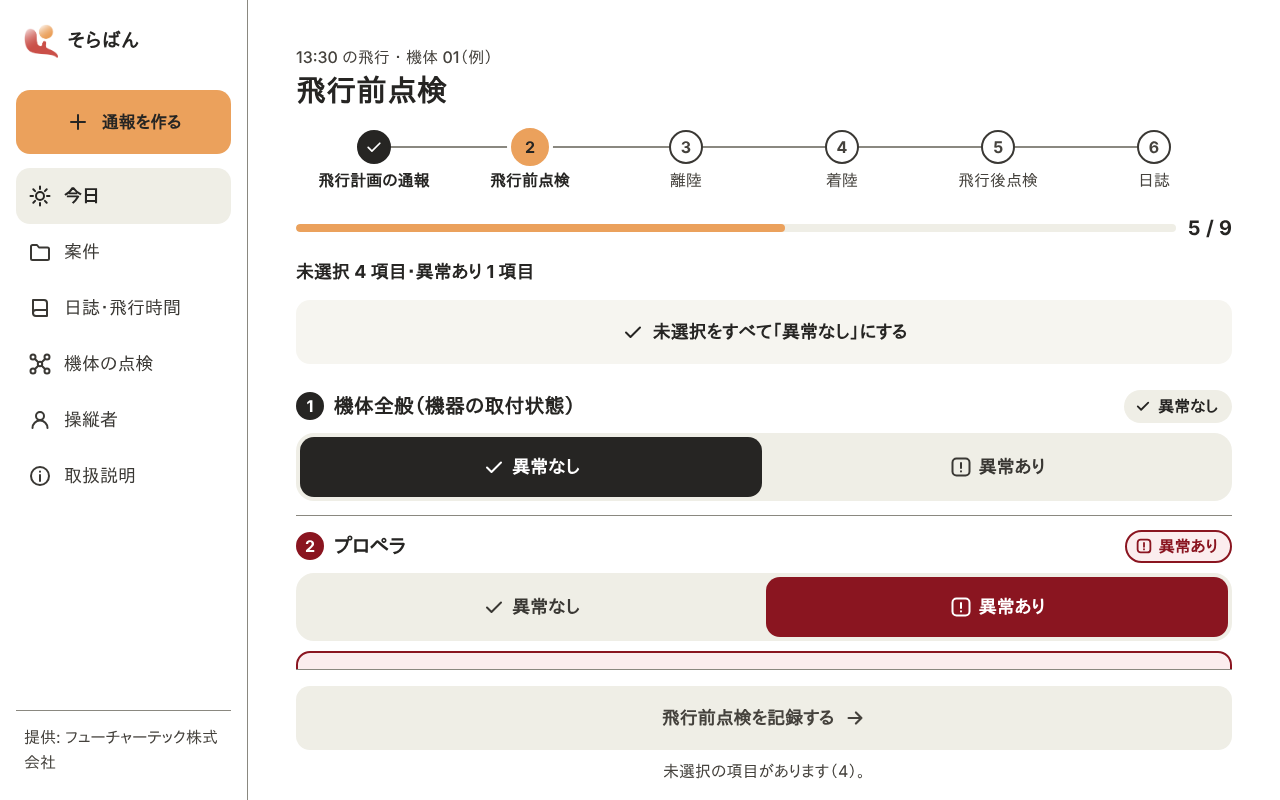 そらばん
通報を作る
今日
案件
日誌・飛行時間
機体の点検
操縦者
取扱説明
提供: フューチャーテック株式
会社
13:30 の飛行・機体 01（例）
飛行前点検
2 3 4 5 6
飛行計画の通報 飛行前点検 離陸 着陸 飛行後点検 日誌
5 / 9
未選択 4 項目・異常あり 1 項目
未選択をすべて「異常なし」にする
1 機体全般（機器の取付状態） 異常なし
異常なし 異常あり
2 プロペラ 異常あり
異常なし 異常あり
飛行前点検を記録する
未選択の項目があります（4）。